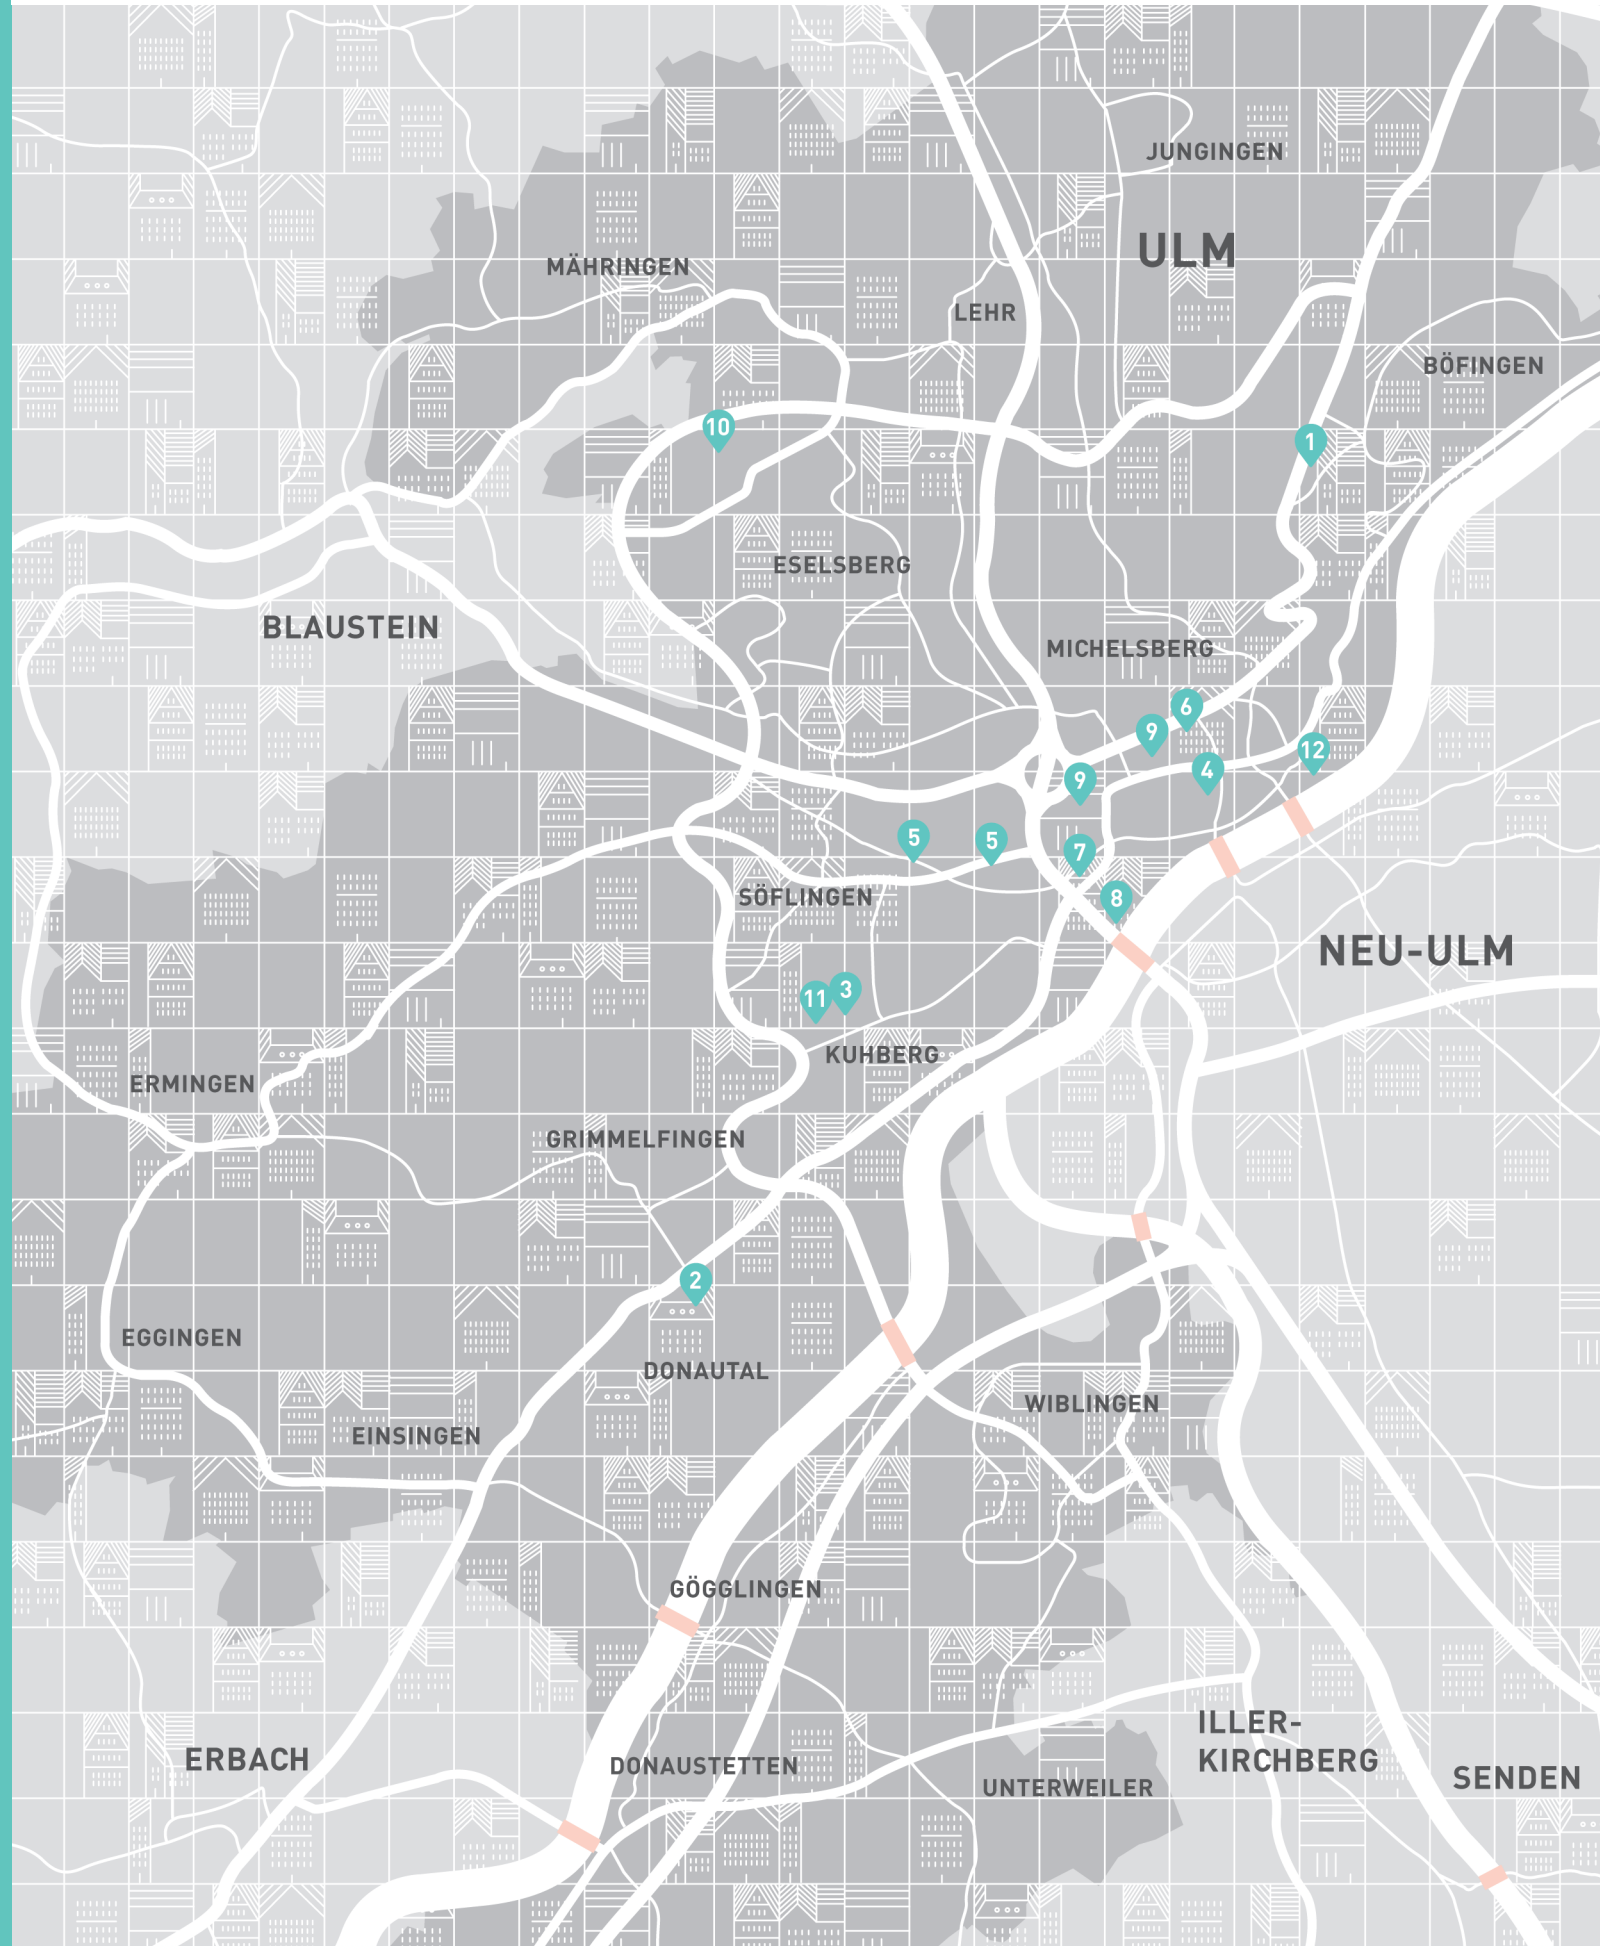 JUNGINGEN
ULM
MÄHRINGEN
LEHR
BÖFINGEN
10
1
ESELSBERG
BLAUSTEIN
MICHELSBERG
6
9
12
4
9
5
5
7
SÖFLINGEN
8
NEU-ULM
3
11
KUHBERG
ERMINGEN
GRIMMELFINGEN
2
EGGINGEN
DONAUTAL
WIBLINGEN
EINSINGEN
GÖGGLINGEN
ILLER-
KIRCHBERG
ERBACH
DONAUSTETTEN
SENDEN
UNTERWEILER